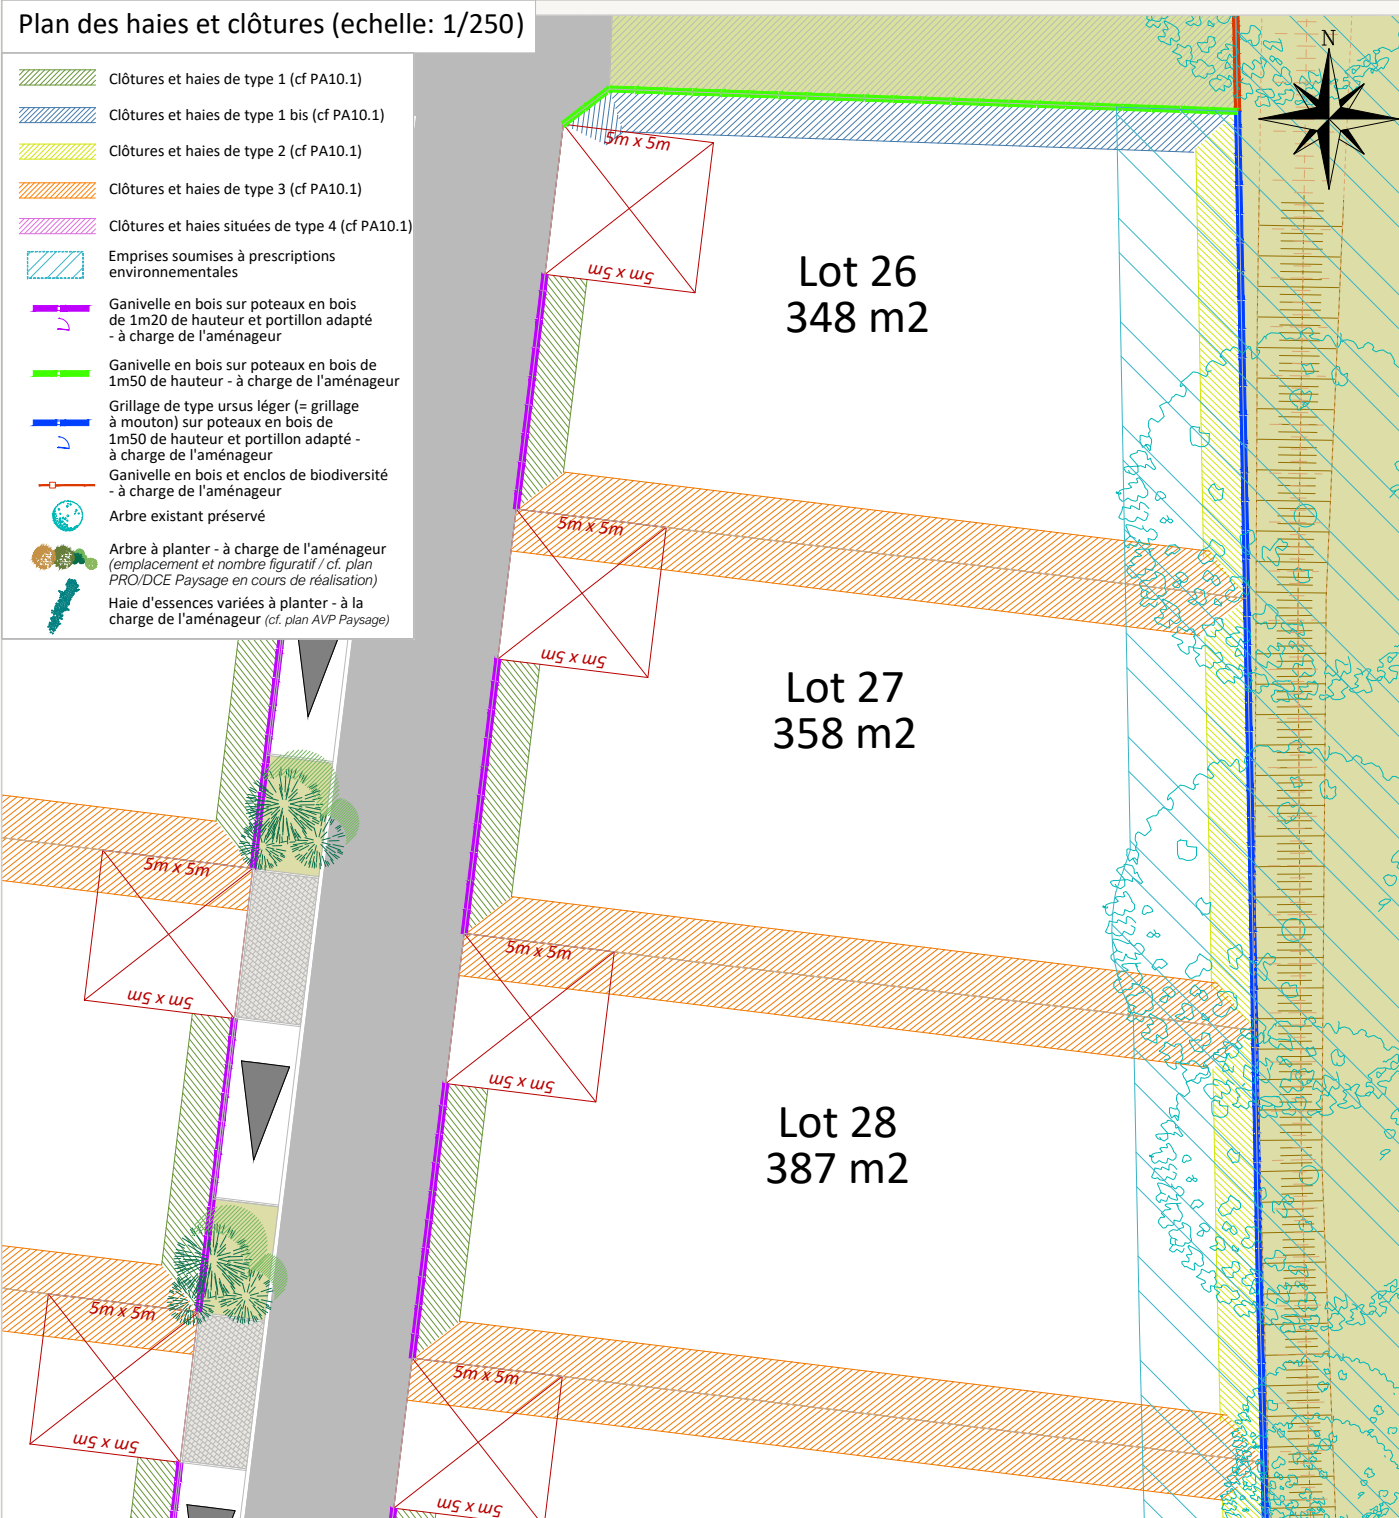 Plan des haies et clôtures (echelle: 1/250)
Clôtures et haies de type 1 (cf PA10.1)
Clôtures et haies de type 1 bis (cf PA10.1)
Clôtures et haies de type 2 (cf PA10.1)
Clôtures et haies de type 3 (cf PA10.1)
Clôtures et haies situées de type 4 (cf PA10.1)
Emprises soumises à prescriptions
environnementales
Ganivelle en bois sur poteaux en bois
de 1m20 de hauteur et portillon adapté
- à charge de l'aménageur
Ganivelle en bois sur poteaux en bois de
1m50 de hauteur - à charge de l'aménageur
Grillage de type ursus léger (= grillage
à mouton) sur poteaux en bois de
1m50 de hauteur et portillon adapté -
à charge de l'aménageur
Ganivelle en bois et enclos de biodiversité
- à charge de l'aménageur
Arbre existant préservé
Arbre à planter - à charge de l'aménageur
(emplacement et nombre figuratif / cf. plan
PRO/DCE Paysage en cours de réalisation)
Haie d'essences variées à planter - à la
charge de l'aménageur (cf. plan AVP Paysage)
N
5m x 5m
5m x 5m
Lot 26
348 m2
5m x 5m
5m x 5m
Lot 27
358 m2
5m x 5m
5m x 5m
5m x 5m
5m x 5m
Lot 28
387 m2
5m x 5m
5m x 5m
5m x 5m
5m x 5m